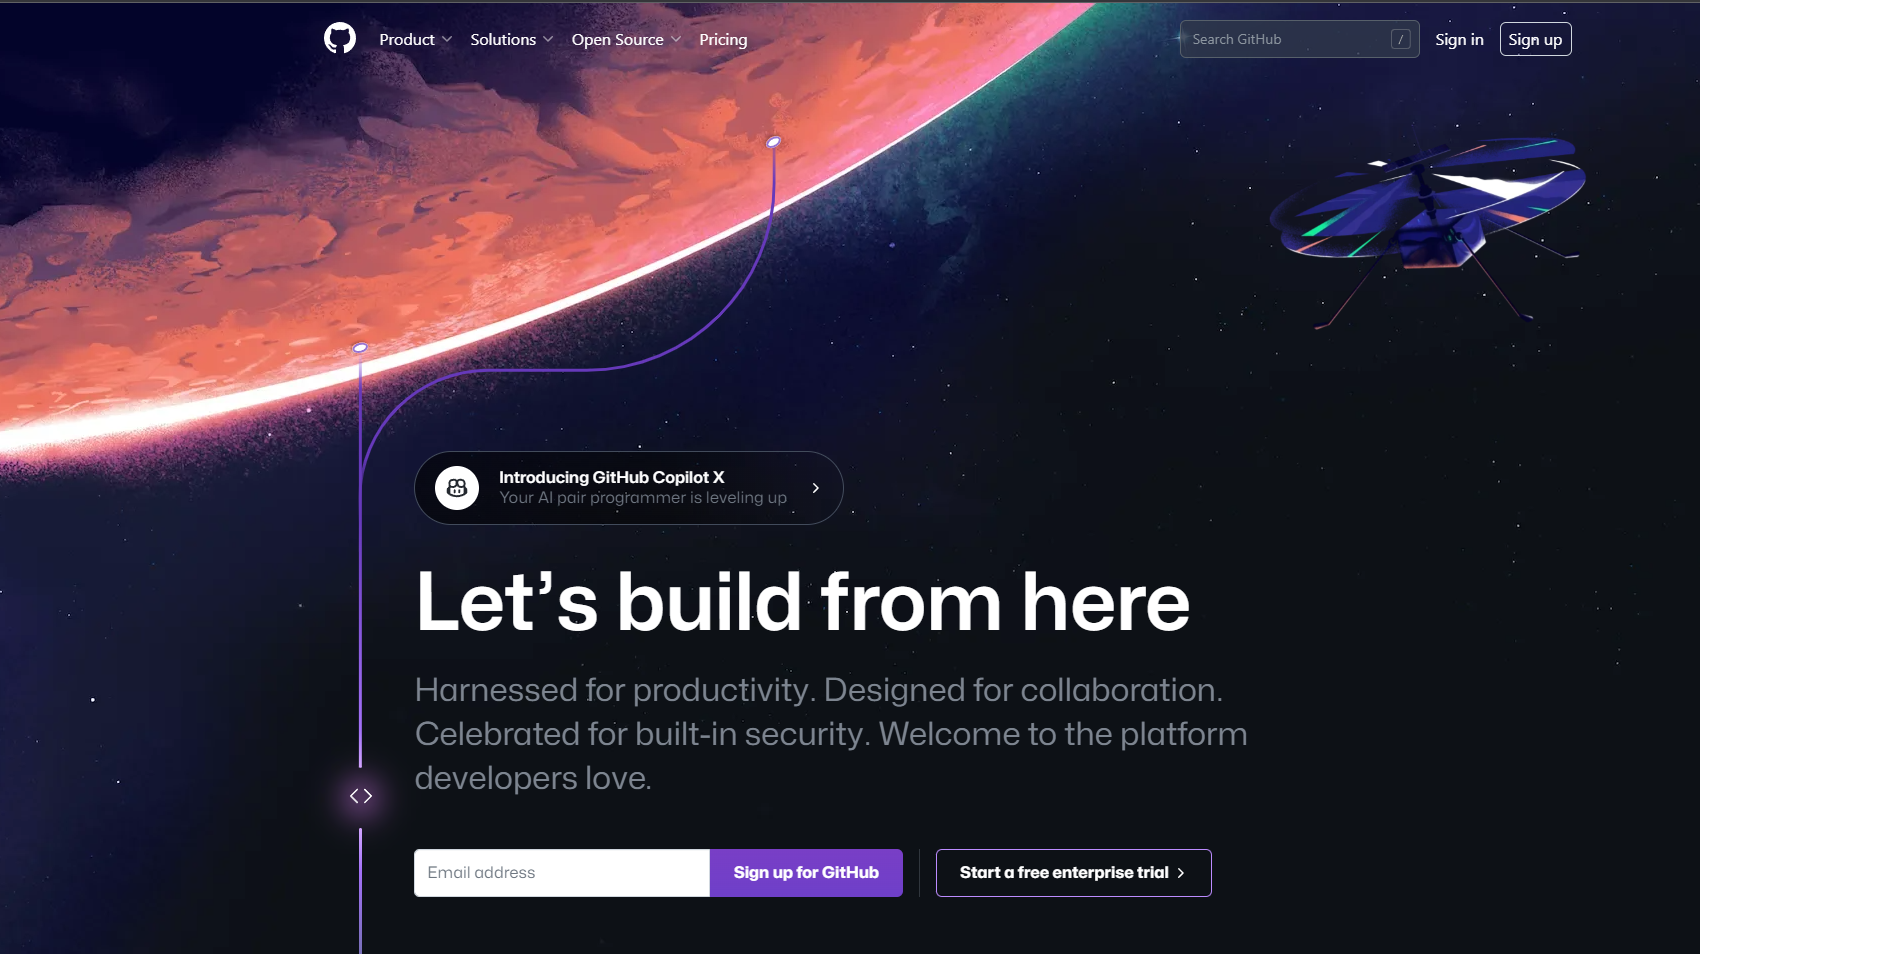 Product
Solutions
Open Source
Pricing
Search GitHub
/
Sign in
Sign up
Introducing GitHub Copilot X
Your AI pair programmer is leveling up
Let’s build from here
Harnessed for productivity. Designed for collaboration.
Celebrated for built-in security. Welcome to the platform
developers love.
Email address
Sign up for GitHub
Start a free enterprise trial